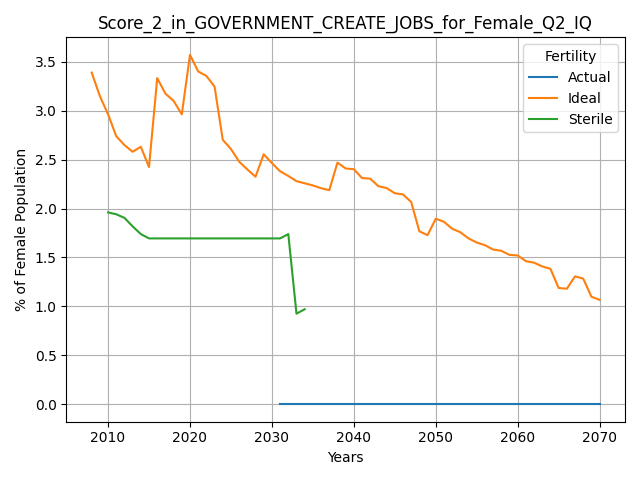 Score_2_in_GOVERNMENT_CREATE_JOBS_for_Female_Q2_IQ
Fertility
Actual
Ideal
Sterile
% of Female Population
3.5
3.0
2.5
2.0
1.5
1.0
0.5
0.0
2010 2020 2030 2040 2050 2060 2070
Years